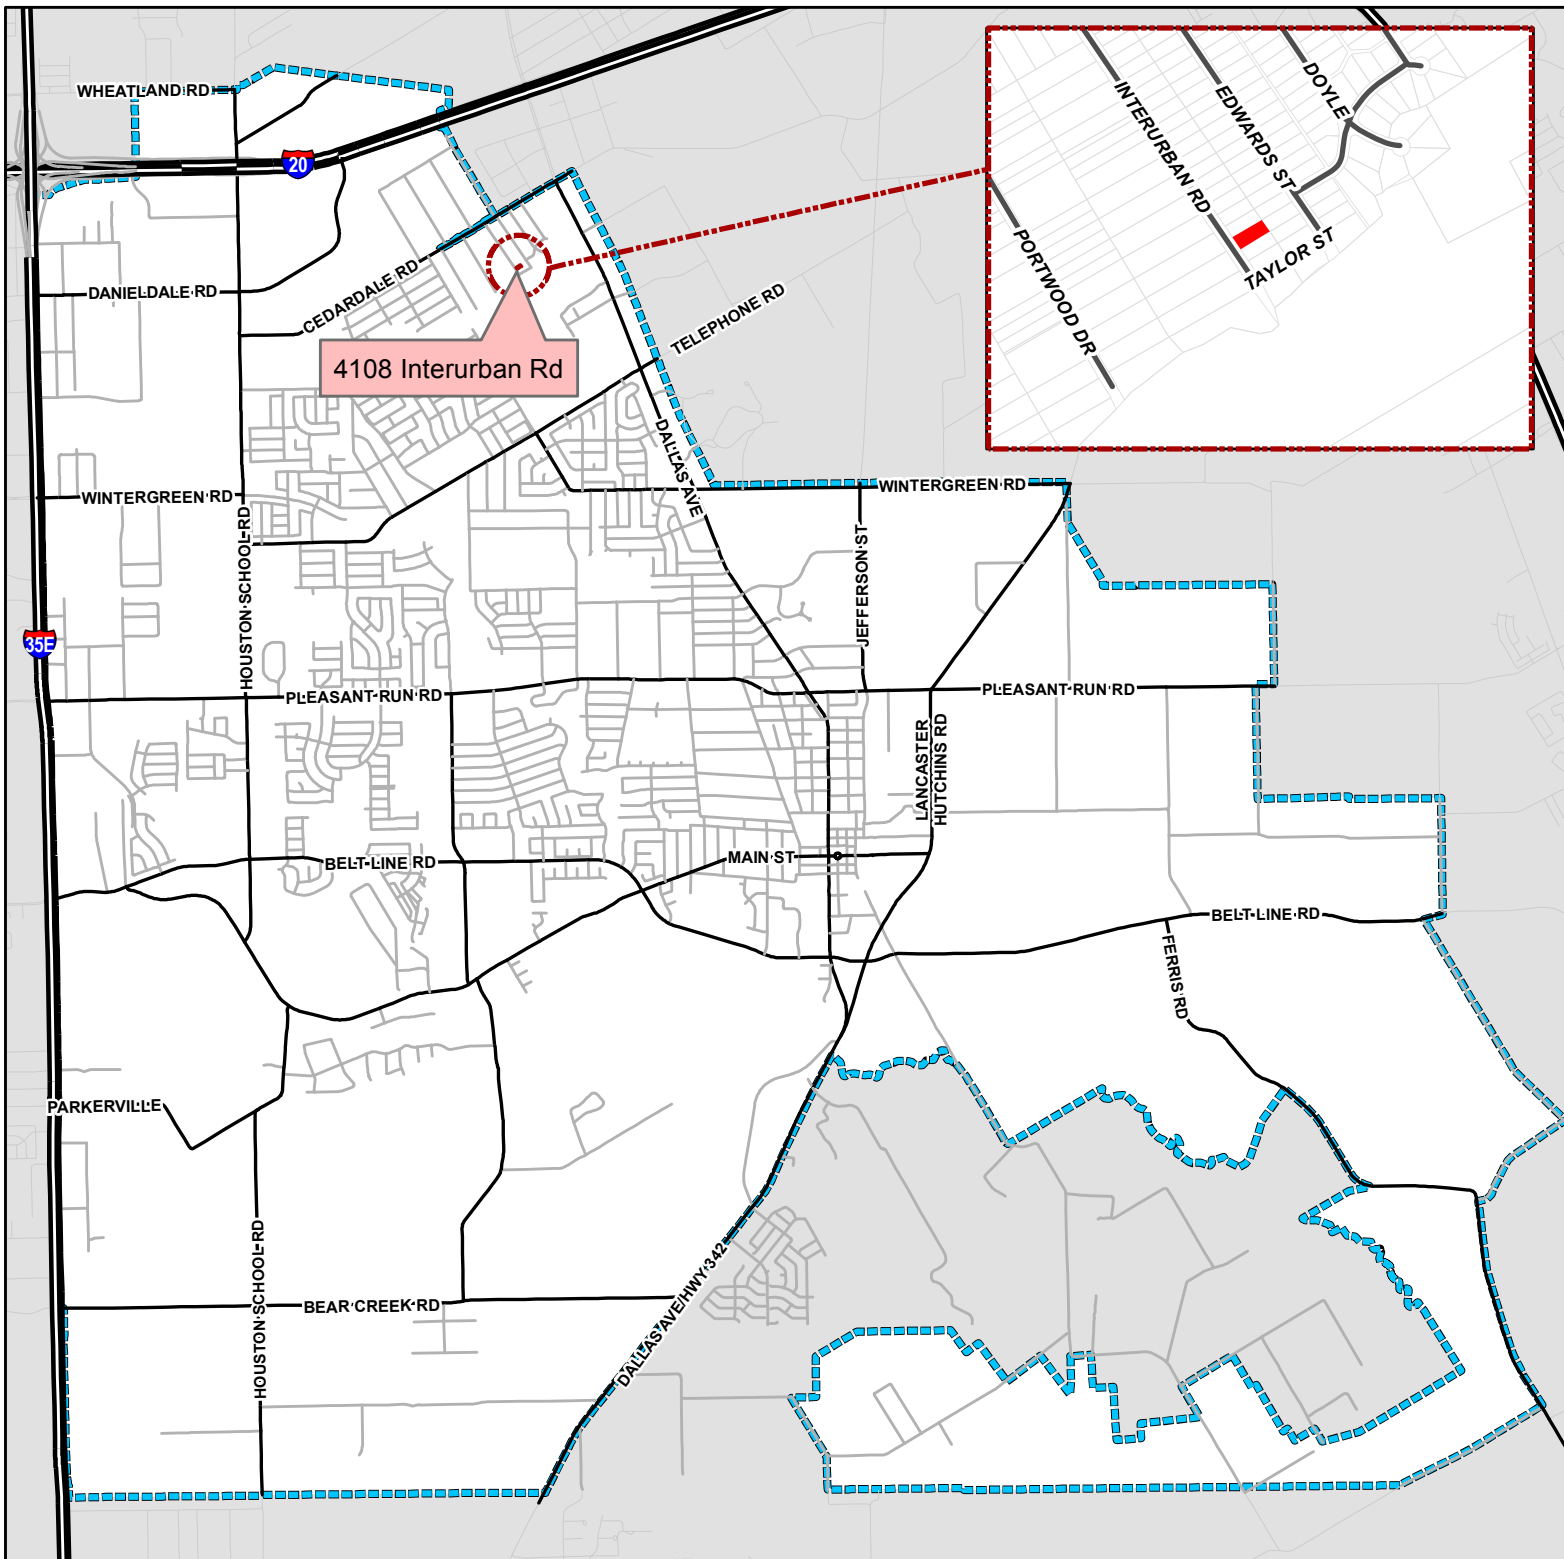 WHEATLAND RD
20
DOYLE
EDWARDS ST
INTERURBAN RD
PORTWOOD DR
TAYLOR ST
DANIELDALE RD
CEDARDALE RD
TELEPHONE RD
4108 Interurban Rd
DALLAS AVE
WINTERGREEN RD
WINTERGREEN RD
HOUSTON SCHOOL RD
JEFFERSON ST
35E
PLEASANT RUN RD
PLEASANT RUN RD
LANCASTER
HUTCHINS RD
BELT LINE RD
MAIN ST
BELT LINE RD
FERRIS RD
PARKERVILLE
HOUSTON SCHOOL RD
BEAR CREEK RD
DALLAS AVE/HWY 342